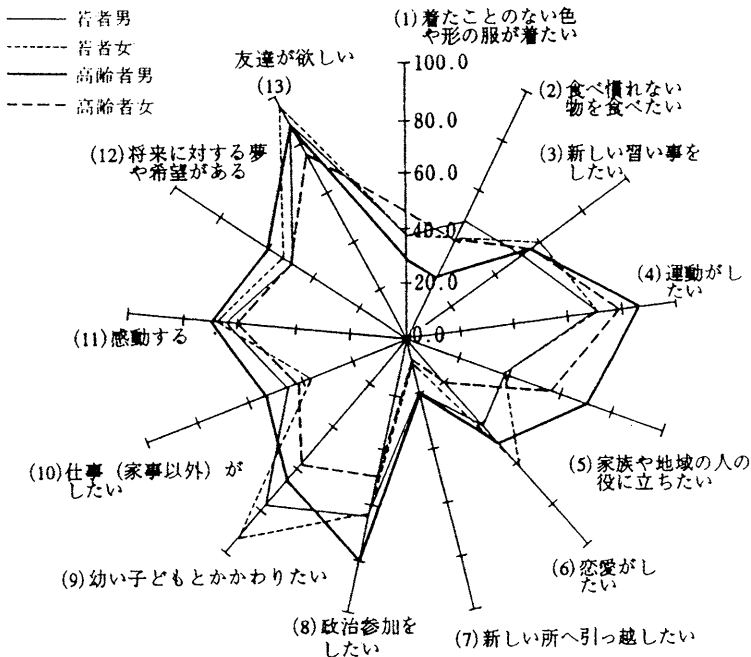 若者男
若者女
高齢者男
高齢者女
(1)着たことのない色
や形の服が着たい
(2)食べ慣れない
物を食べたい
(3)新しい習い事を
したい
(4)運動がし
たい
(5)家族や地域の人の
役に立ちたい
(6)恋愛がし
たい
(7)新しい所へ引っ越したい
(8)政治参加を
したい
(9)幼い子どもとかかわりたい
(10)仕事（家事以外）が
したい
(11)感動する
(12)将来に対する夢
や希望がある
友達が欲しい
(13)
100.0
80.0
60.0
40.0
20.0
0.0